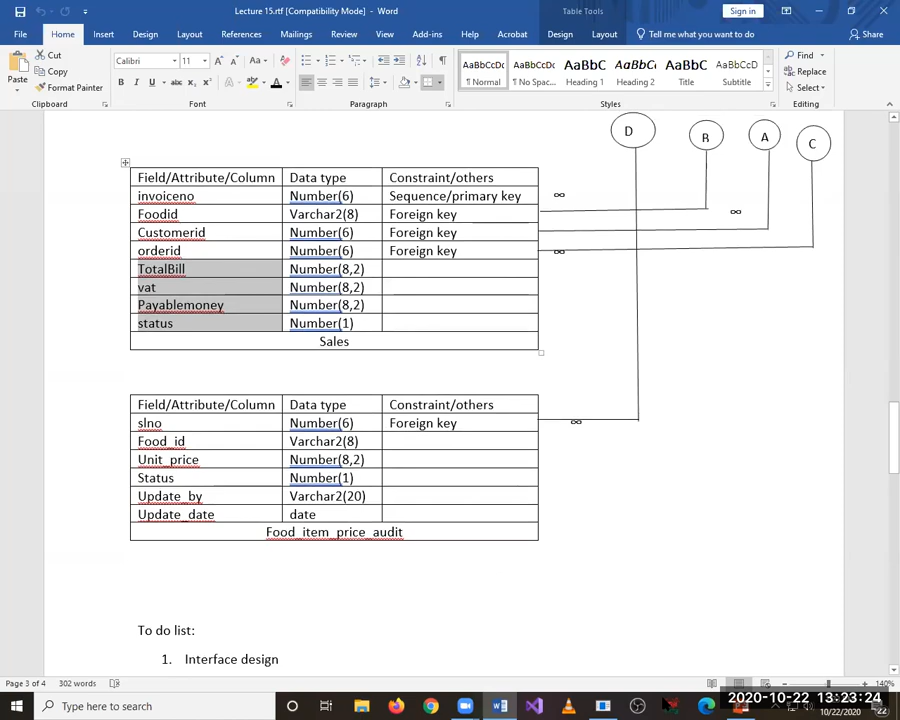 Lecture 15.rtf [Compatibility Mode] - Word
Table Tools
Sign in
File Home Insert Design Layout References Mailings Review View Add-ins Help Acrobat Design Layout Tell me what you want to do Share
Paste
Cut
Copy
Format Painter
Clipboard
Calibri 11
Font
Paragraph
AaBbCcDc ¶ Normal
AaBbCcDc ¶ No Spac...
AaBbC Heading 1
AaBbCc Heading 2
AaBbC Title
AaBbCcD Subtitle
Styles
Find
Replace
Select
Editing
D B A C
Field/Attribute/Column Data type Constraint/others
invoiceno Number(6) Sequence/primary key ∞
Foodid Varchar2(8) Foreign key ∞
Customerid Number(6) Foreign key
orderid Number(6) Foreign key ∞
TotalBill Number(8,2)
vat Number(8,2)
Payablemoney Number(8,2)
status Number(1)
Sales
Field/Attribute/Column Data type Constraint/others
slno Number(6) Foreign key ∞
Food_id Varchar2(8)
Unit_price Number(8,2)
Status Number(1)
Update_by Varchar2(20)
Update_date date
Food_item_price_audit
To do list:
1. Interface design
Page 3 of 4 302 words 140%
Type here to search
2020-10-22 13:23:24
10/22/2020